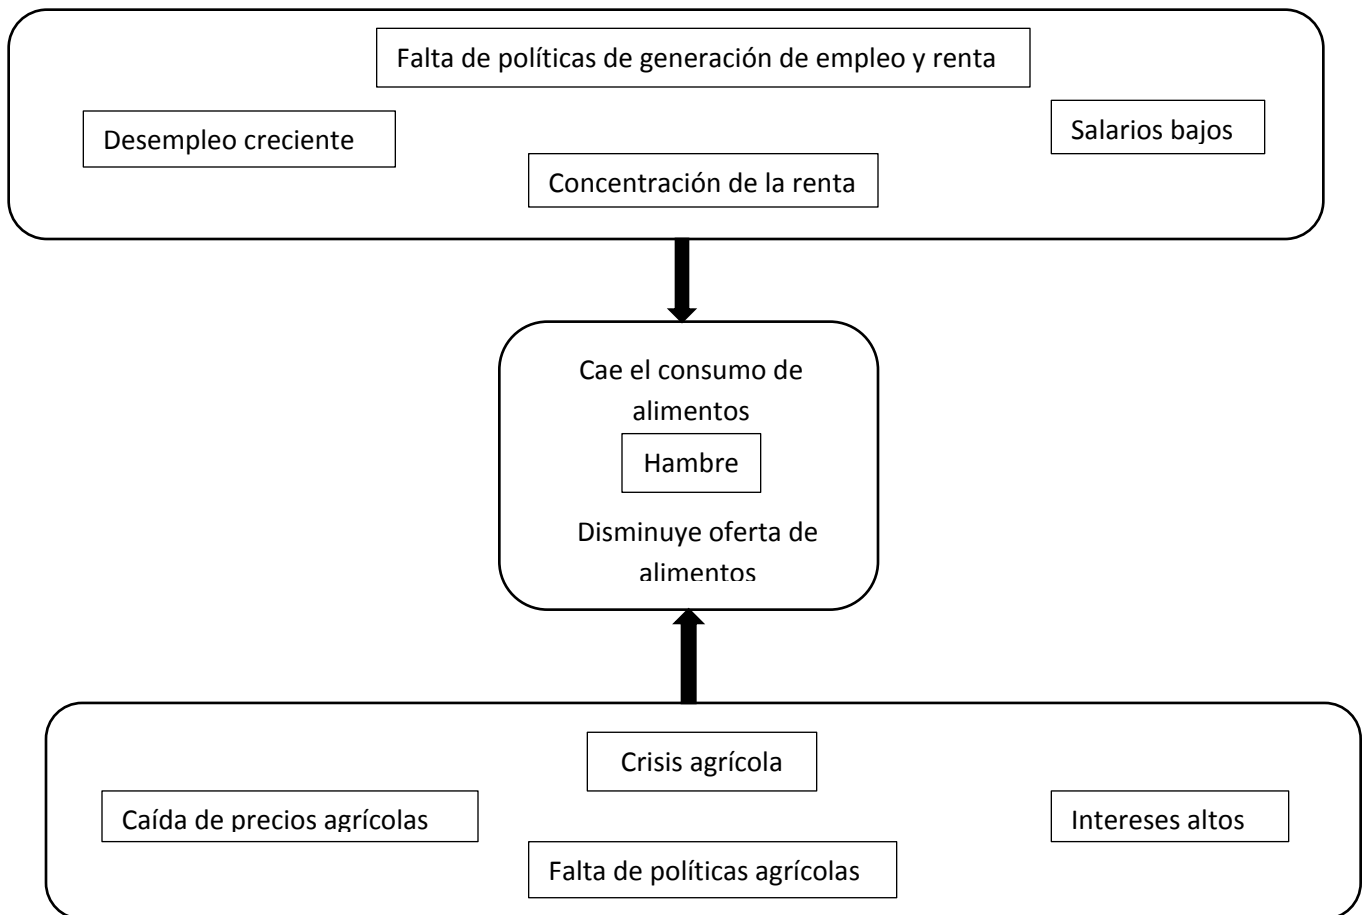 Falta de políticas de generación de empleo y renta
Desempleo creciente
Salarios bajos
Concentración de la renta
Cae el consumo de
alimentos
Hambre
Disminuye oferta de
alimentos
Crisis agrícola
Caída de precios agrícolas
Intereses altos
Falta de políticas agrícolas